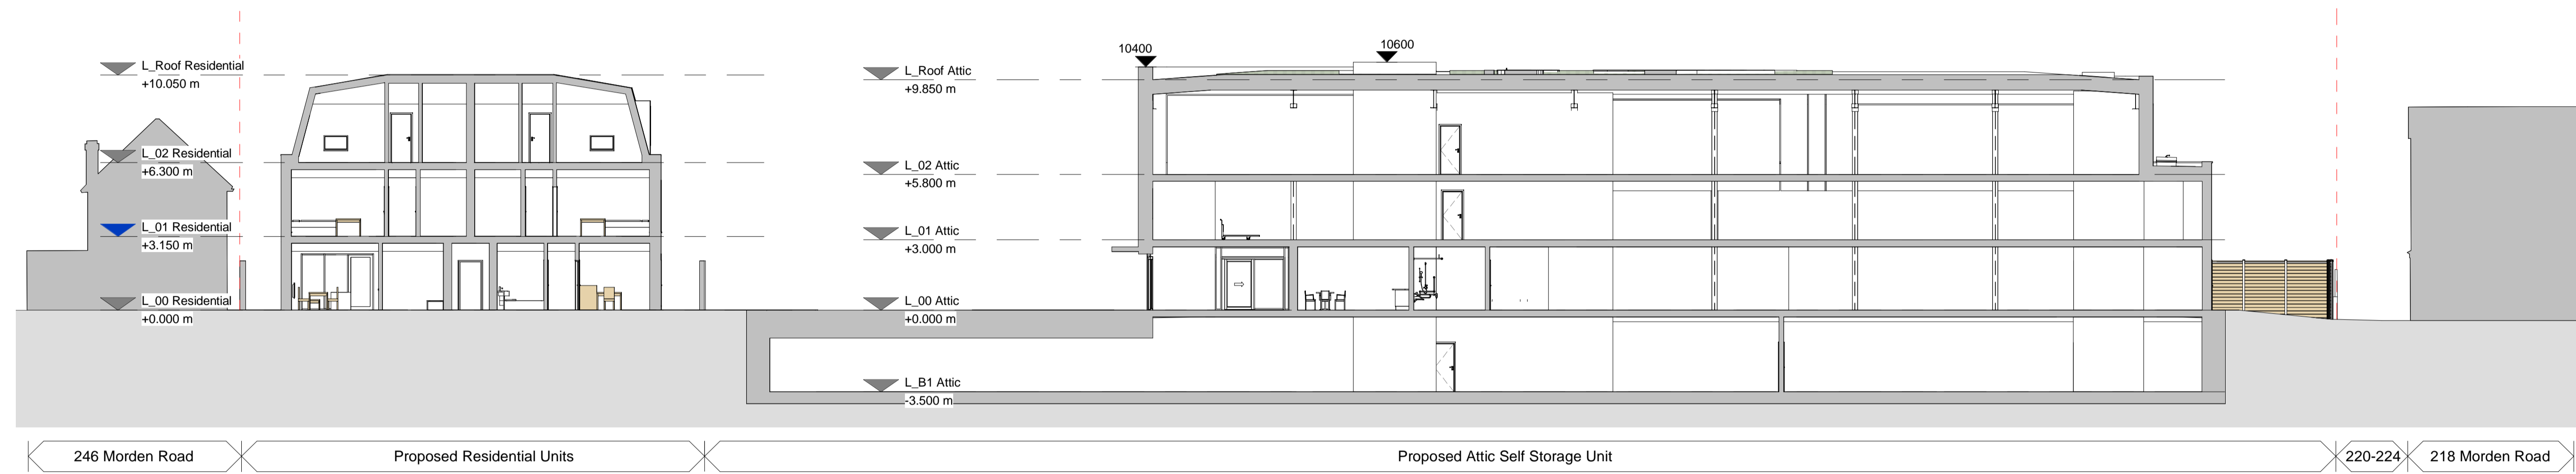 L_Roof Residential
+10.050 m
L_02 Residential
+6.300 m
L_01 Residential
+3.150 m
L_00 Residential
+0.000 m
10400
10600
L_Roof Attic
+9.850 m
L_02 Attic
+5.800 m
L_01 Attic
+3.000 m
L_00 Attic
+0.000 m
L_B1 Attic
-3.500 m
246 Morden Road
Proposed Residential Units
Proposed Attic Self Storage Unit
220-224
218 Morden Road